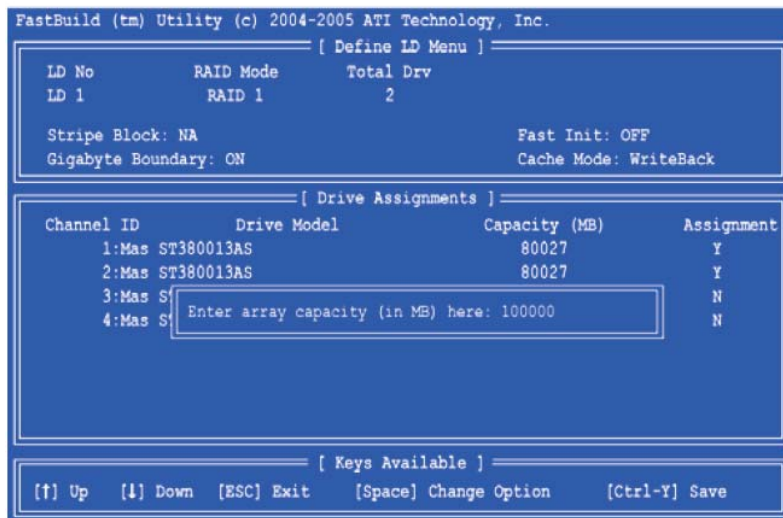 FastBuild (tm) Utility (c) 2004-2005 ATI Technology, Inc.
[ Define LD Menu ]
LD No RAID Mode Total Drv
LD 1 RAID 1 2
Stripe Block: NA Fast Init: OFF
Gigabyte Boundary: ON Cache Mode: WriteBack
[ Drive Assignments ]
Channel ID Drive Model Capacity (MB) Assignment
1:Mas ST380013AS 80027 Y
2:Mas ST380013AS 80027 Y
3:Mas N
Enter array capacity (in MB) here: 100000
4:Mas N
[ Keys Available ]
[↑] Up [↓] Down [ESC] Exit [Space] Change Option [Ctrl-Y] Save